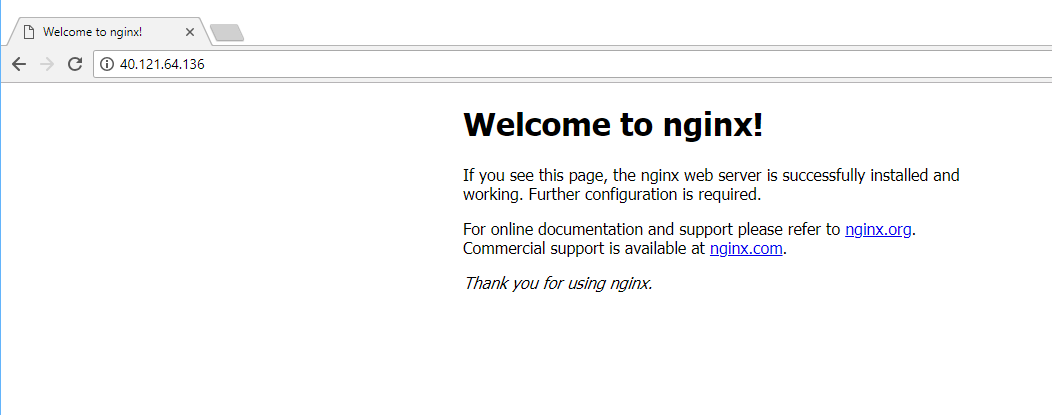 Welcome to nginx!
40.121.64.136
Welcome to nginx!
If you see this page, the nginx web server is successfully installed and
working. Further configuration is required.
For online documentation and support please refer to nginx.org.
Commercial support is available at nginx.com.
Thank you for using nginx.